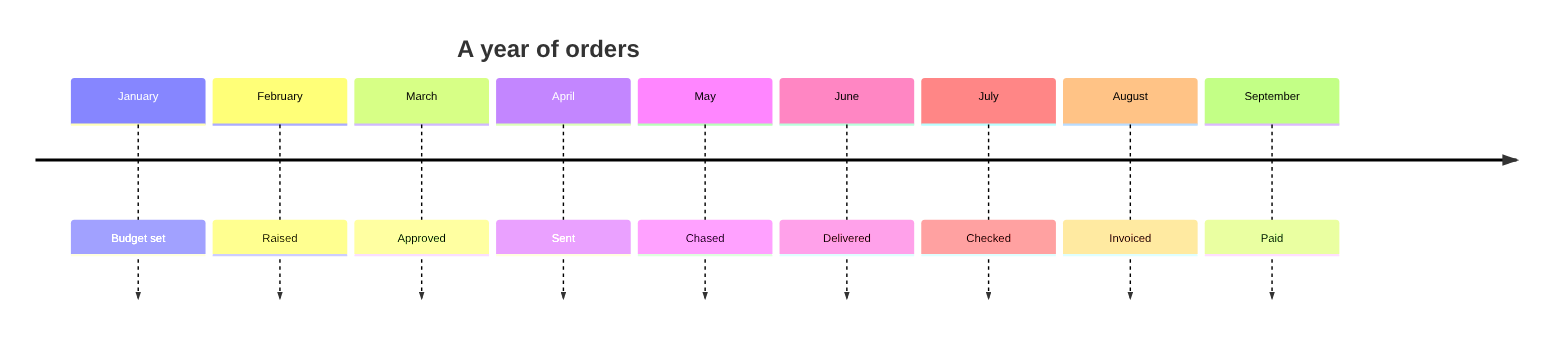 A year of orders
January
February
March
April
May
June
July
August
September
Budget set
Raised
Approved
Sent
Chased
Delivered
Checked
Invoiced
Paid